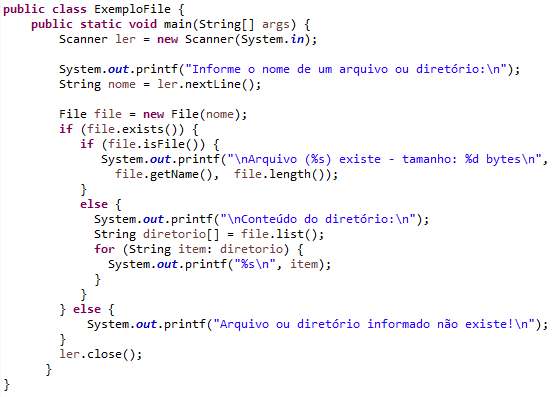 public class ExemploFile {
    public static void main(String[] args) {
        Scanner ler = new Scanner(System.in);

        System.out.printf("Informe o nome de um arquivo ou diretório:\n");
        String nome = ler.nextLine();

        File file = new File(nome);
        if (file.exists()) {
           if (file.isFile()) {
              System.out.printf("\nArquivo (%s) existe - tamanho: %d bytes\n",
                file.getName(),  file.length());
           }
           else {
             System.out.printf("\nConteúdo do diretório:\n");
             String diretorio[] = file.list();
             for (String item: diretorio) {
               System.out.printf("%s\n", item);
             }
           }
        } else {
            System.out.printf("Arquivo ou diretório informado não existe!\n");
        }
        ler.close();
      }
}